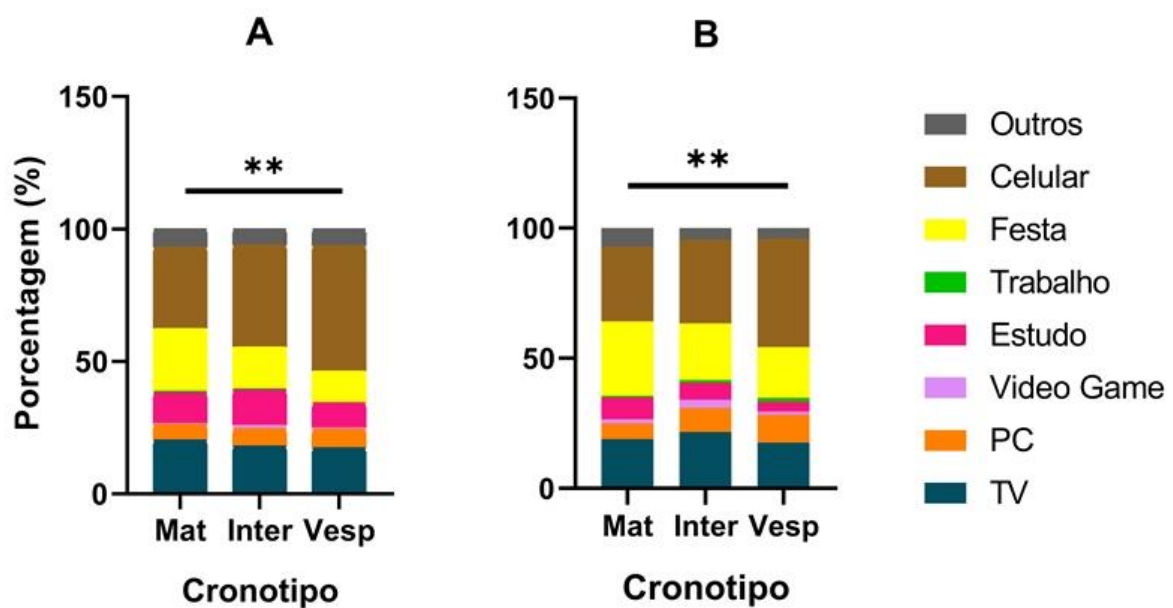 A
150
100
50
0
Porcentagem (%)
**
Mat Inter Vesp
Cronotipo
B
150
100
50
0
**
Mat Inter Vesp
Cronotipo
Outros
Celular
Festa
Trabalho
Estudo
Video Game
PC
TV